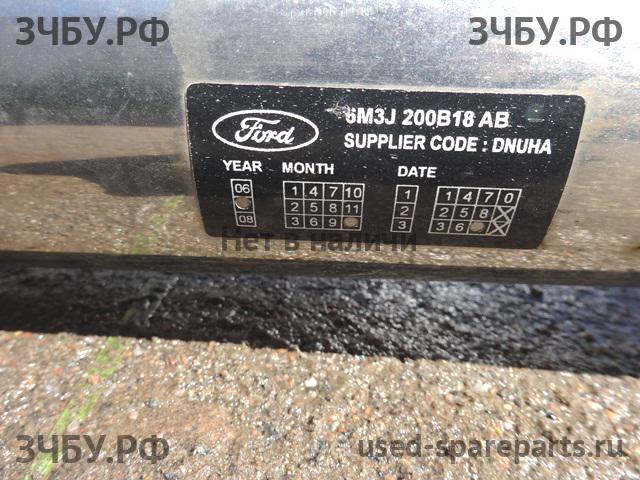 ЗЧБУ.РФ
ЗЧБУ.РФ
Ford
6M3J 200B18 AB
SUPPLIER CODE : DNUHA
YEAR MONTH DATE
06 1 4 7 10 1 1 4 7 0
2 5 8 11 2 2 5 8
08 3 6 9 3 3 6
Нет в наличии
ЗЧБУ.РФ
used-spareparts.ru